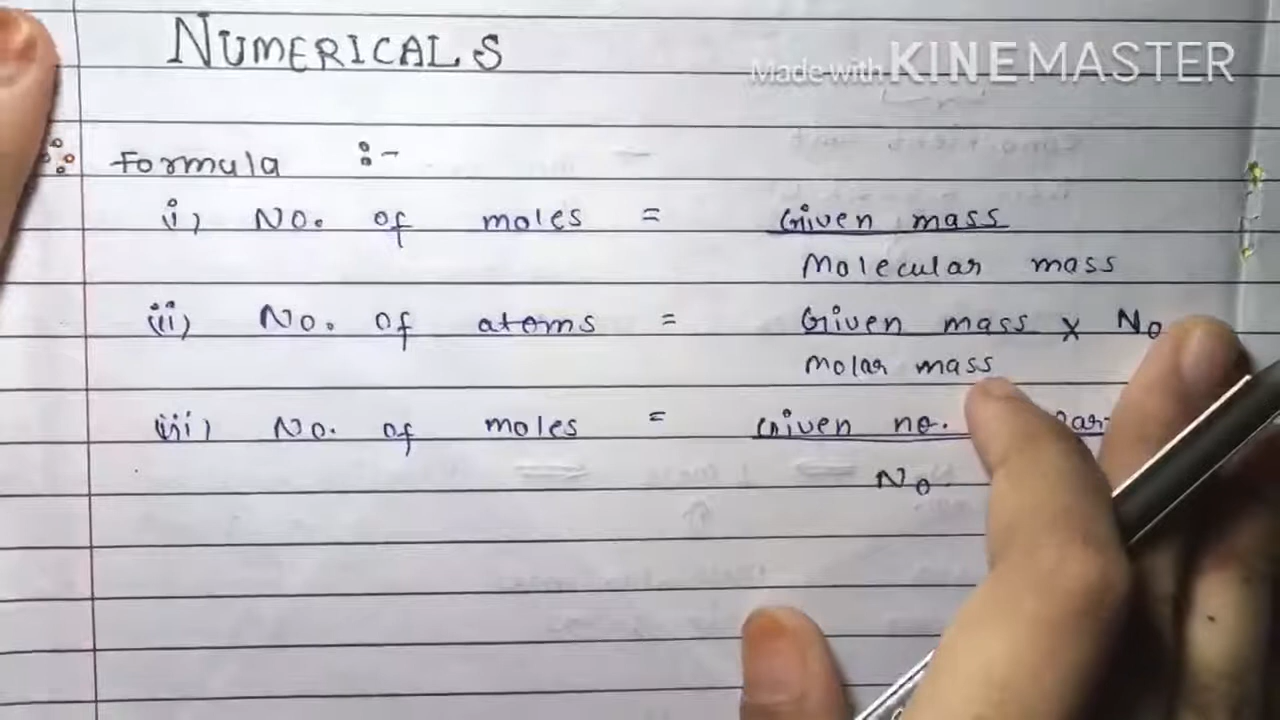 NUMERICALS
Made with KINEMASTER
Formula :-
(i) No. of moles = Given mass
Molecular mass
(ii) No. of atoms = Given mass x No
Molar mass
(iii) No. of moles = Given no.
No